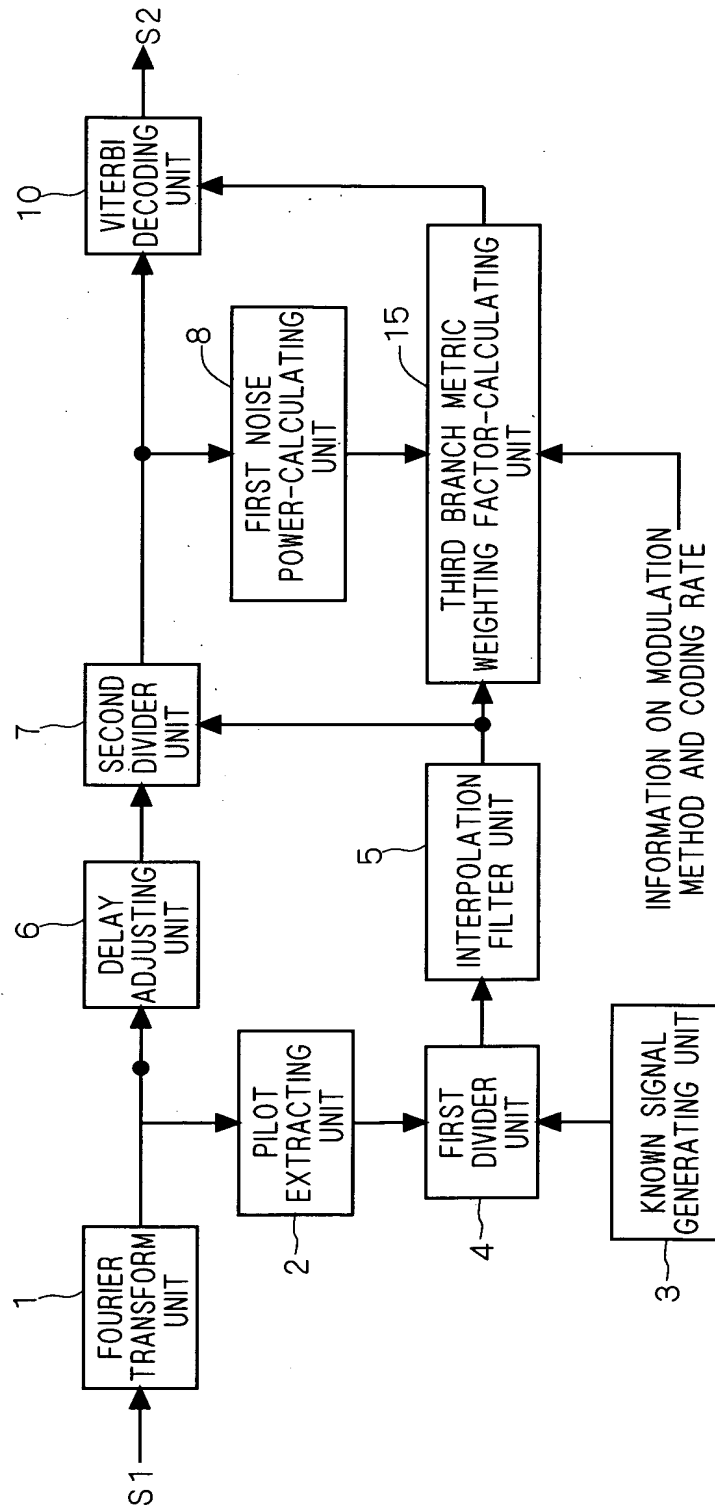 S1
1
FOURIER
TRANSFORM
UNIT
6
DELAY
ADJUSTING
UNIT
7
SECOND
DIVIDER
UNIT
10
VITERBI
DECODING
UNIT
S2
2
PILOT
EXTRACTING
UNIT
8
FIRST NOISE
POWER-CALCULATING
UNIT
4
FIRST
DIVIDER
UNIT
5
INTERPOLATION
FILTER UNIT
15
THIRD BRANCH METRIC
WEIGHTING FACTOR-CALCULATING
UNIT
3
KNOWN SIGNAL
GENERATING UNIT
INFORMATION ON MODULATION
METHOD AND CODING RATE